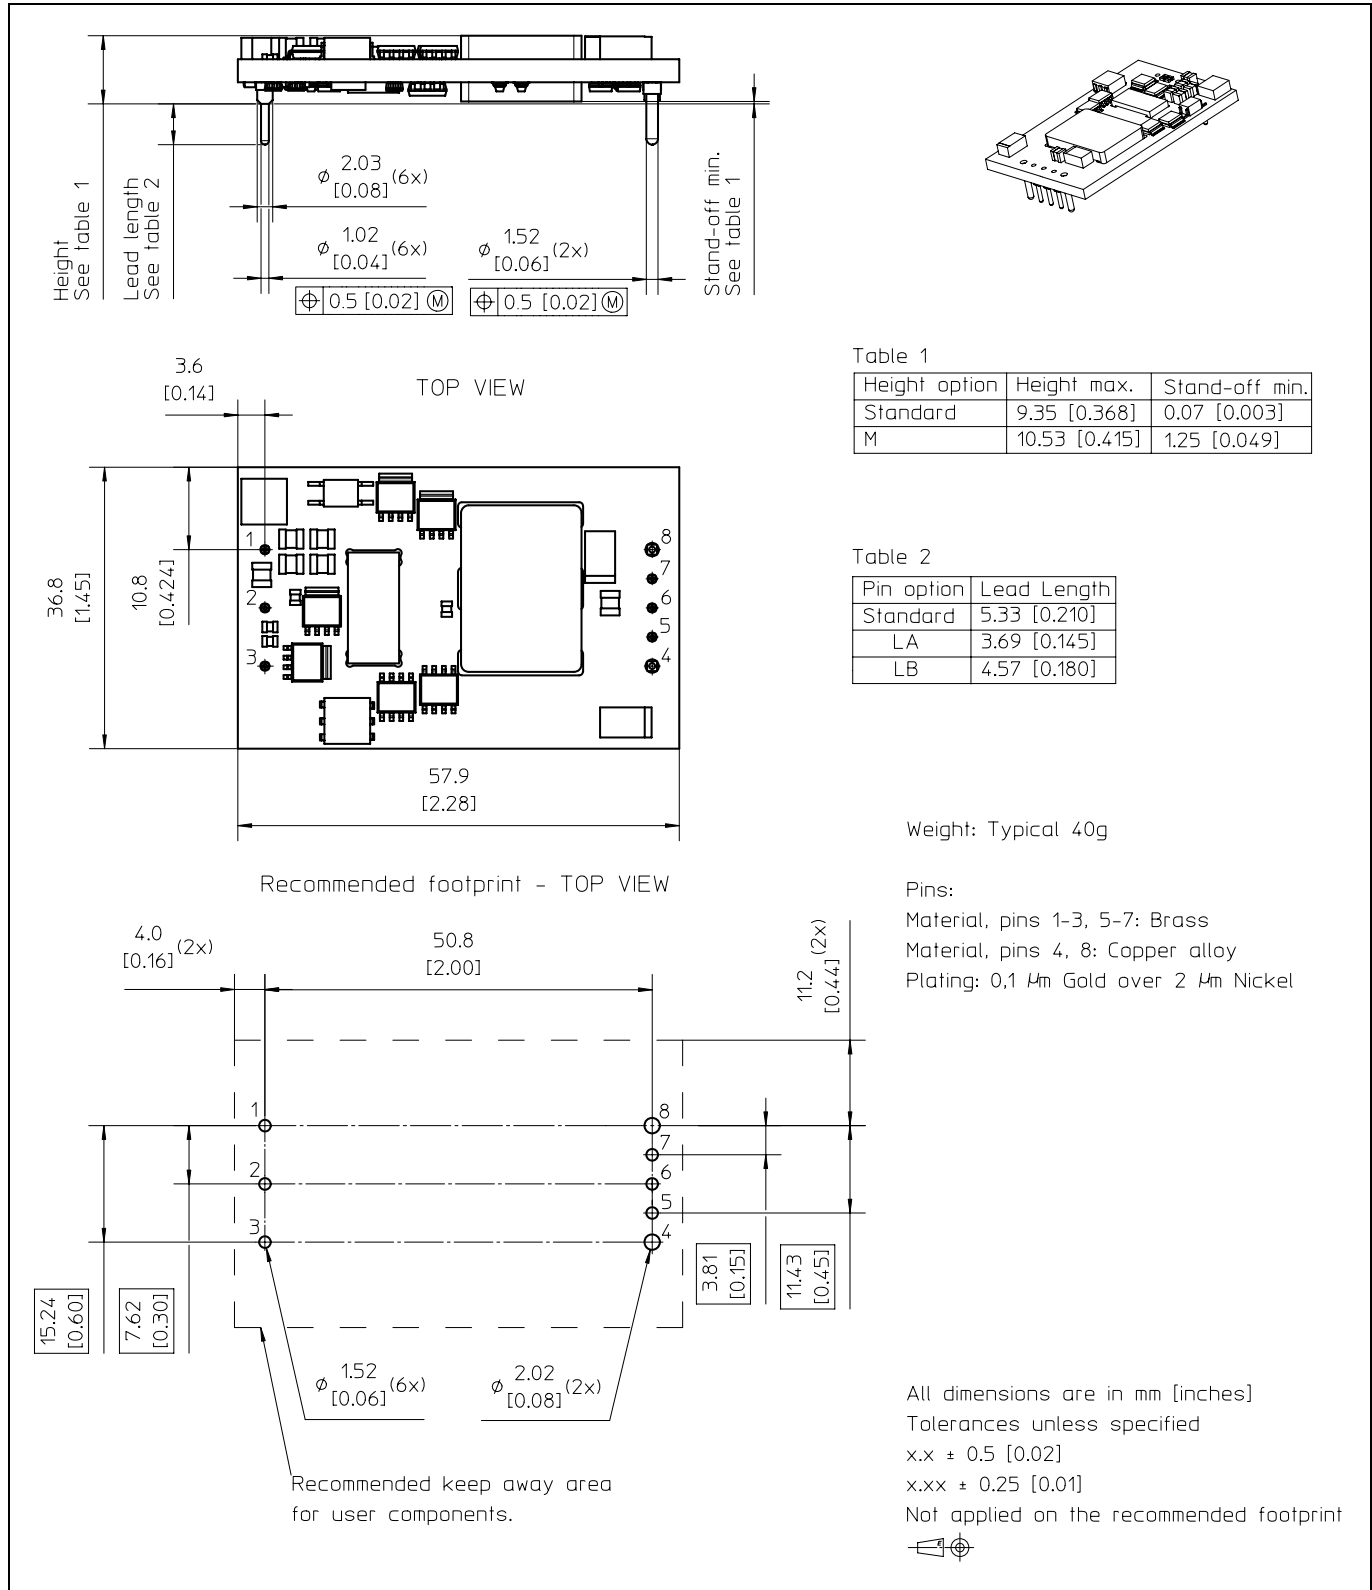 Height
See table 1
Lead length
See table 2
ϕ 2.03 [0.08] (6x)
ϕ 1.02 [0.04] (6x)
⌖ 0.5 [0.02] Ⓜ
ϕ 1.52 [0.06] (2x)
⌖ 0.5 [0.02] Ⓜ
Stand-off min.
See table 1
3.6
[0.14]
TOP VIEW
36.8
[1.45]
10.8
[0.424]
1
2
3
8
7
6
5
4
57.9
[2.28]
Table 1
Height option Height max. Stand-off min.
Standard 9.35 [0.368] 0.07 [0.003]
M 10.53 [0.415] 1.25 [0.049]
Table 2
Pin option Lead Length
Standard 5.33 [0.210]
LA 3.69 [0.145]
LB 4.57 [0.180]
Weight: Typical 40g
Pins:
Material, pins 1-3, 5-7: Brass
Material, pins 4, 8: Copper alloy
Plating: 0,1 µm Gold over 2 µm Nickel
Recommended footprint - TOP VIEW
4.0
[0.16] (2x)
50.8
[2.00]
11.2
[0.44] (2x)
1
2
3
8
7
6
5
4
15.24
[0.60]
7.62
[0.30]
3.81
[0.15]
11.43
[0.45]
ϕ 1.52 [0.06] (6x)
ϕ 2.02 [0.08] (2x)
Recommended keep away area
for user components.
All dimensions are in mm [inches]
Tolerances unless specified
x.x ± 0.5 [0.02]
x.xx ± 0.25 [0.01]
Not applied on the recommended footprint